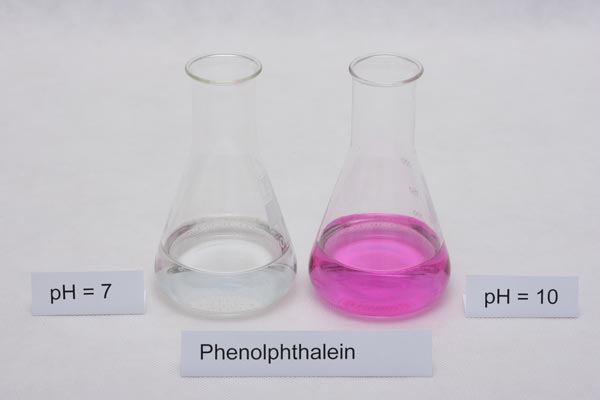 pH = 7
pH = 10
Phenolphthalein